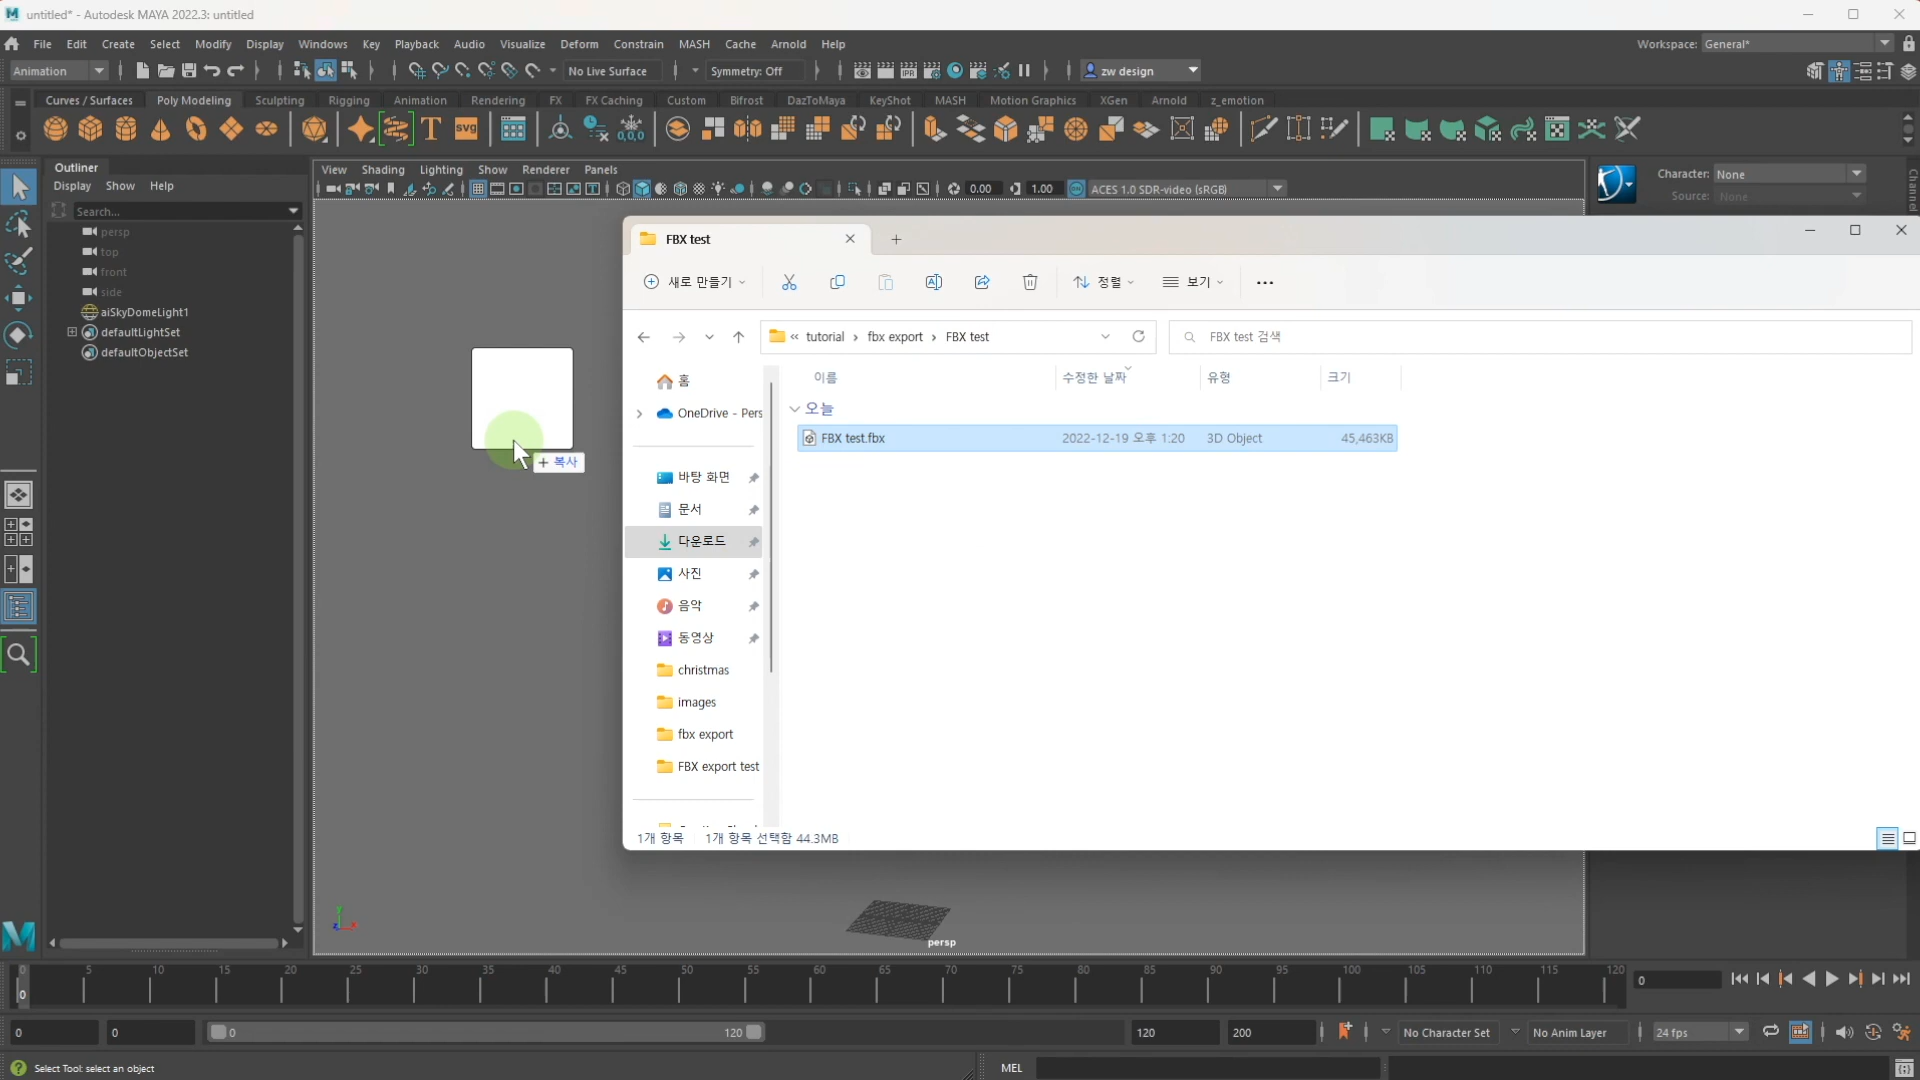 untitled* - Autodesk MAYA 2022.3: untitled
File Edit Create Select Modify Display Windows Key Playback Audio Visualize Deform Constrain MASH Cache Arnold Help
Workspace: General*
Animation
No Live Surface
Symmetry: Off
zw design
Curves / Surfaces Poly Modeling Sculpting Rigging Animation Rendering FX FX Caching Custom Bifrost DazToMaya KeyShot MASH Motion Graphics XGen Arnold z_emotion
Outliner
Display Show Help
Search...
persp
top
front
side
aiSkyDomeLight1
defaultLightSet
defaultObjectSet
View Shading Lighting Show Renderer Panels
0.00
1.00
ACES 1.0 SDR-video (sRGB)
Character: None
Source: None
Channel
FBX test
새로 만들기
정렬
보기
« tutorial › fbx export › FBX test
FBX test 검색
홈
OneDrive - Pers
바탕 화면
문서
다운로드
사진
음악
동영상
christmas
images
fbx export
FBX export test
이름 수정한 날짜 유형 크기
오늘
FBX test.fbx 2022-12-19 오후 1:20 3D Object 45,463KB
+ 복사
1개 항목 1개 항목 선택함 44.3MB
persp
0 5 10 15 20 25 30 35 40 45 50 55 60 65 70 75 80 85 90 95 100 105 110 115 120
0
0
0
0
0
120
120
200
No Character Set
No Anim Layer
24 fps
Select Tool: select an object
MEL